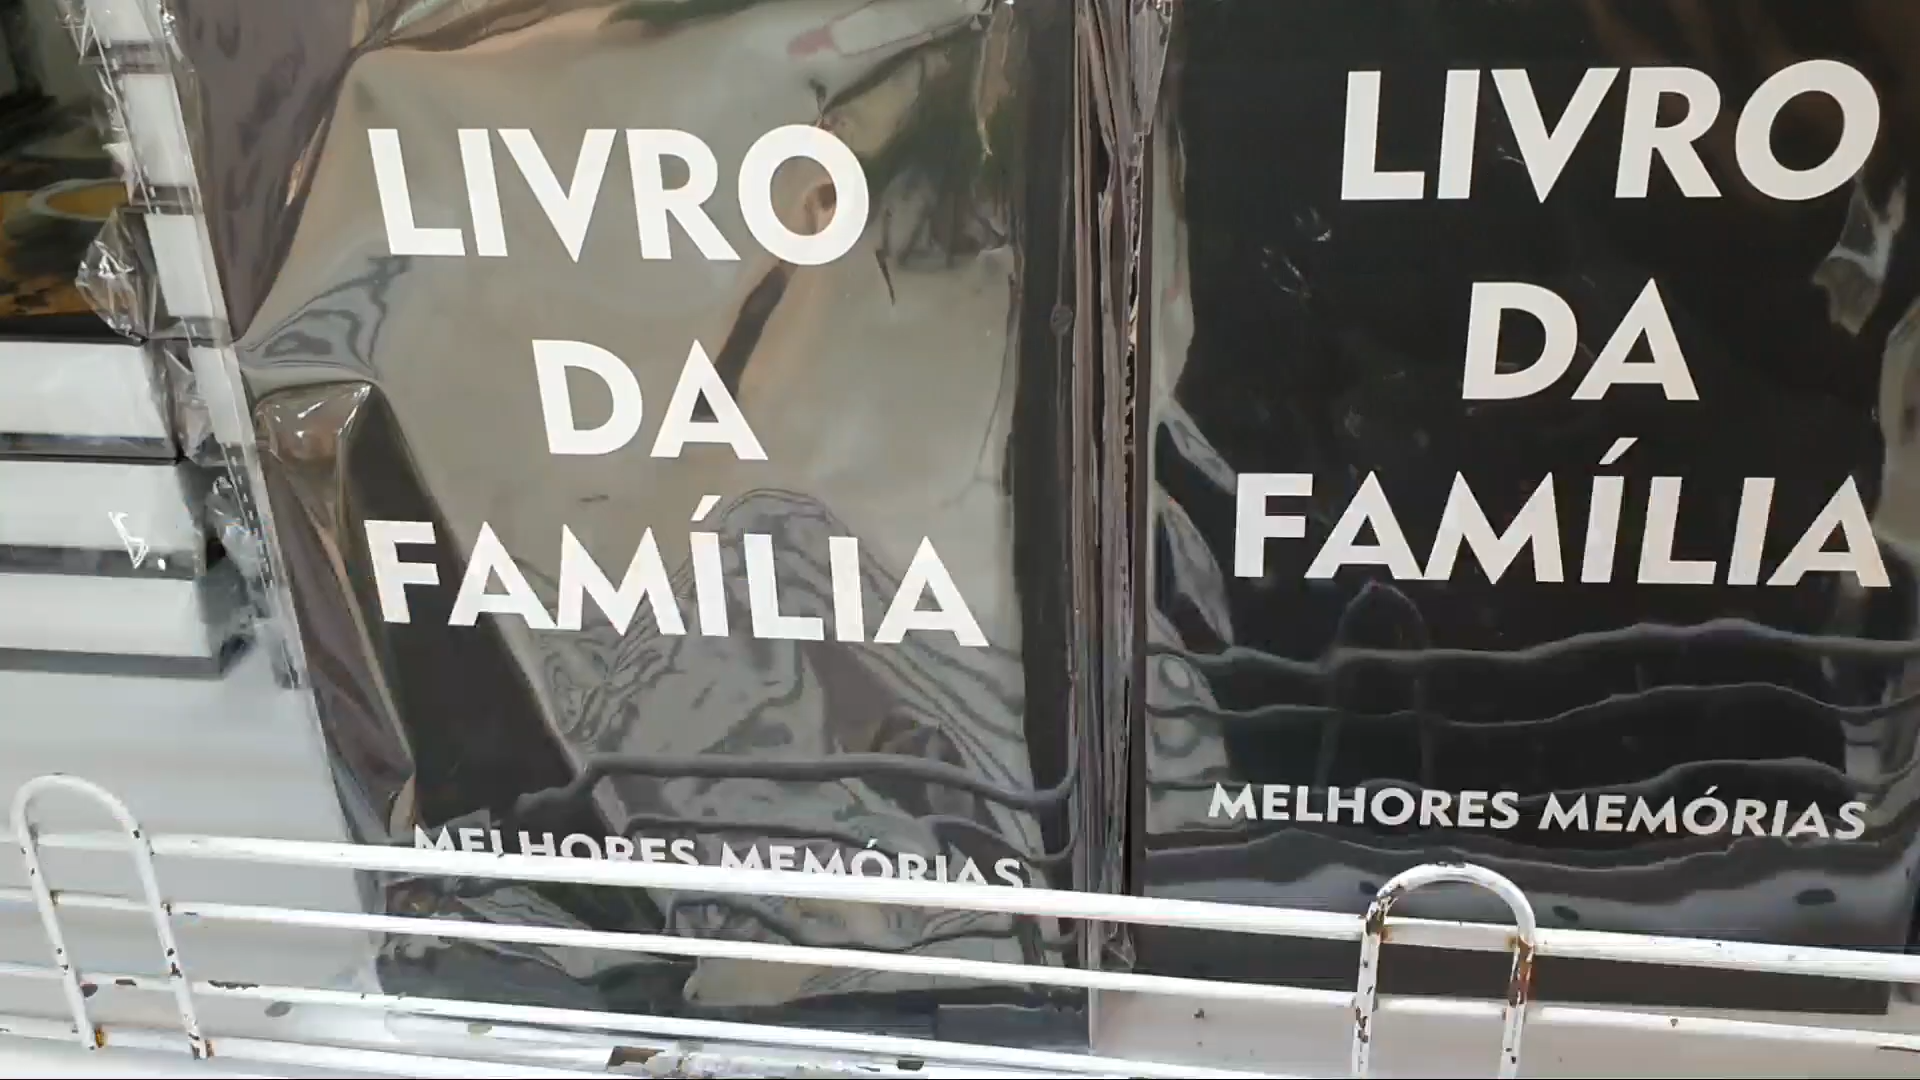 LIVRO
DA
FAMÍLIA
MELHORES MEMÓRIAS
LIVRO
DA
FAMÍLIA
MELHORES MEMÓRIAS